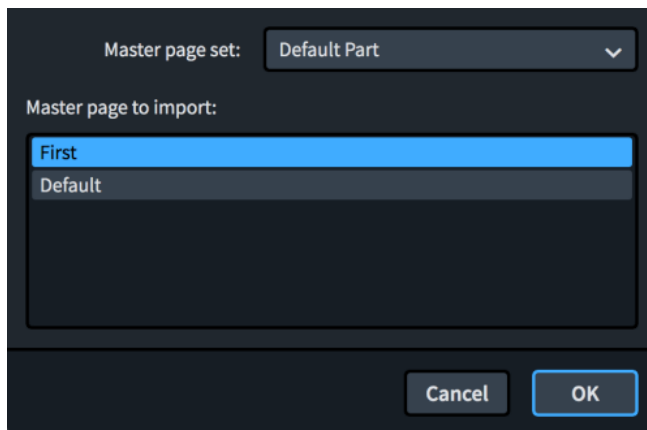 Master page set: Default Part
Master page to import:
First
Default
Cancel OK